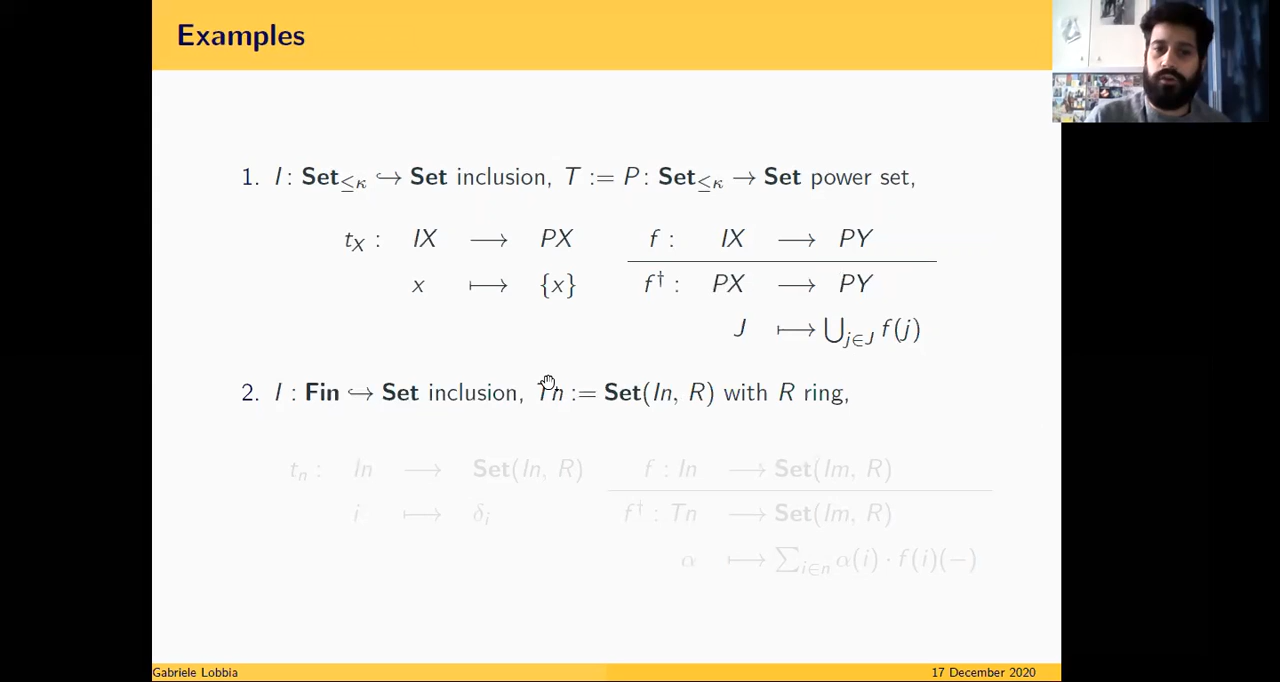 Examples
1. I : Set≤κ ↪ Set inclusion, T := P : Set≤κ → Set power set,
tX : IX ⟶ PX f : IX ⟶ PY
x ⟼ {x} f† : PX ⟶ PY
J ⟼ ⋃j∈J f(j)
2. I : Fin ↪ Set inclusion, Tn := Set(In, R) with R ring,
tn : In ⟶ Set(In, R) f : In ⟶ Set(Im, R)
i ⟼ δi f† : Tn ⟶ Set(Im, R)
α ⟼ ∑i∈n α(i) · f(i)(−)
Gabriele Lobbia 17 December 2020